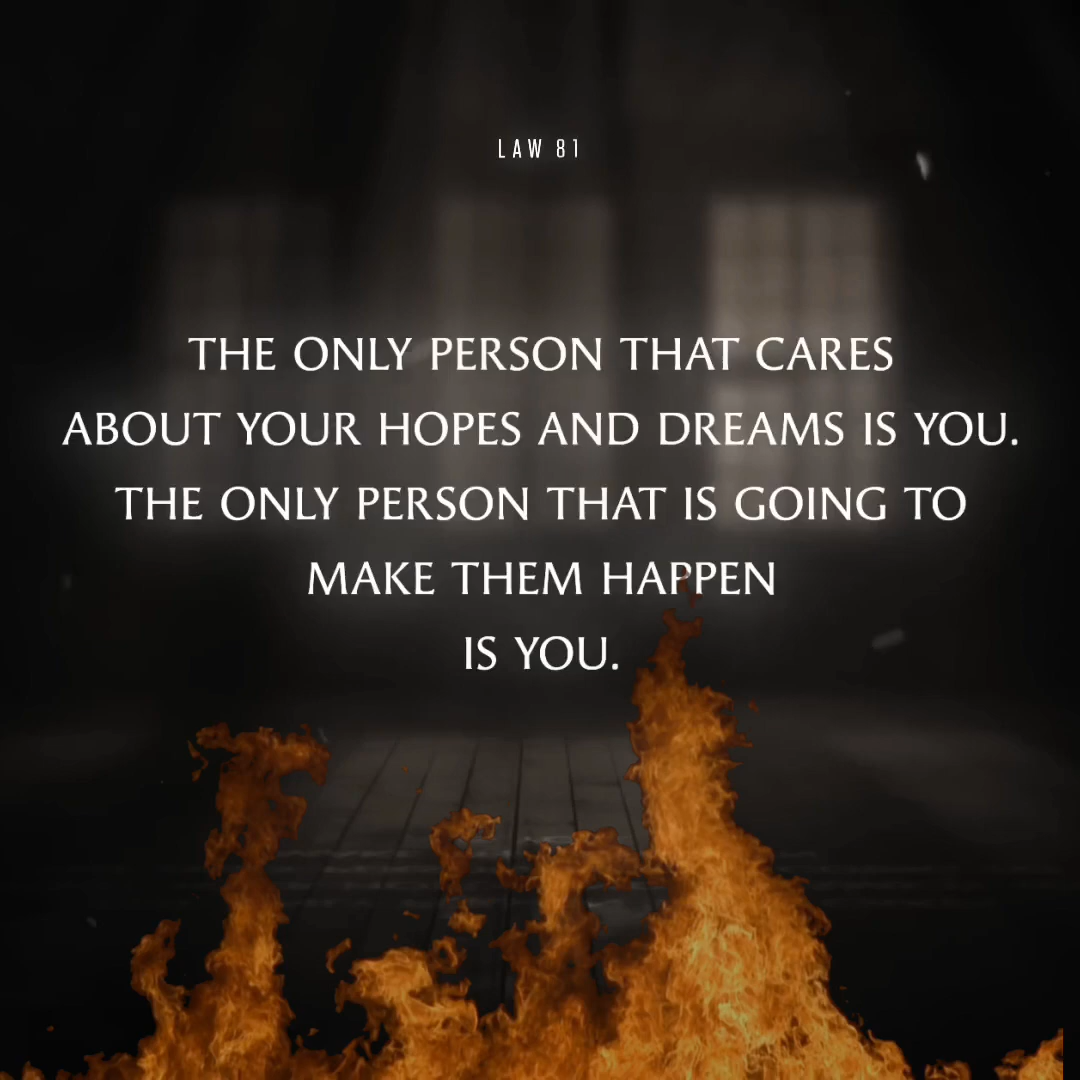 LAW 81
THE ONLY PERSON THAT CARES
ABOUT YOUR HOPES AND DREAMS IS YOU.
THE ONLY PERSON THAT IS GOING TO
MAKE THEM HAPPEN
IS YOU.